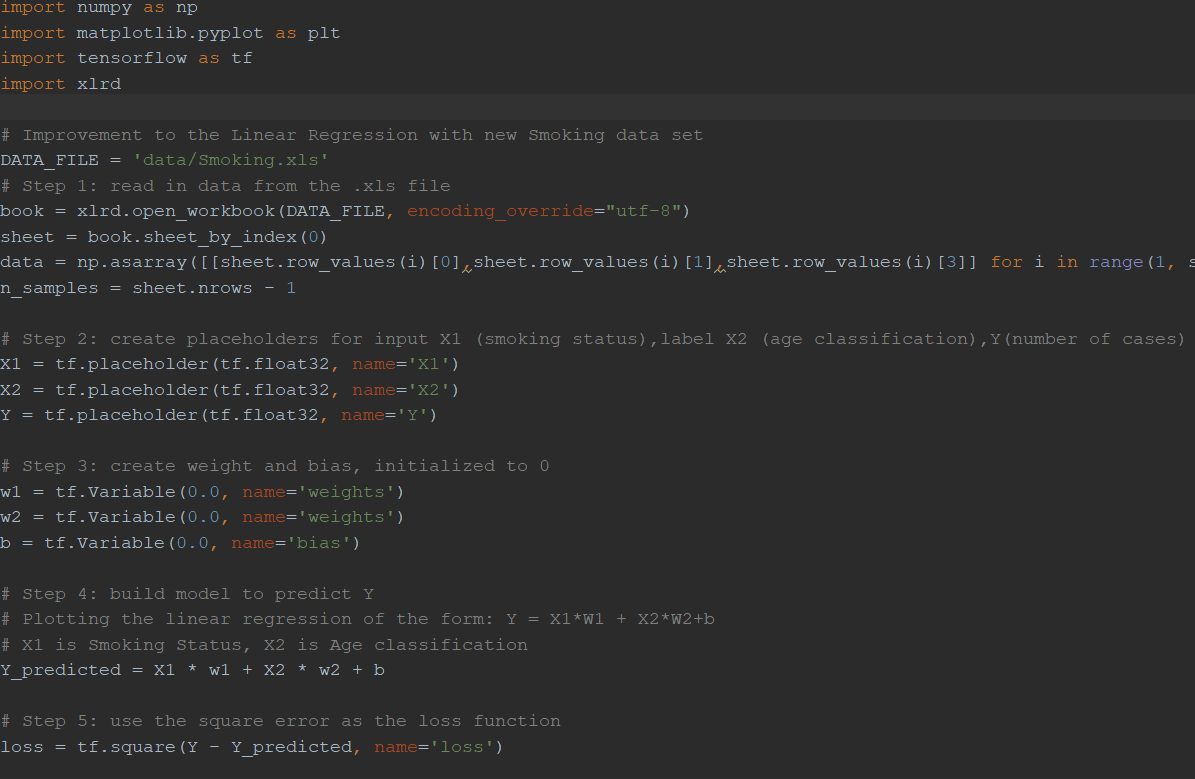 import numpy as np
import matplotlib.pyplot as plt
import tensorflow as tf
import xlrd
# Improvement to the Linear Regression with new Smoking data set
DATA_FILE = 'data/Smoking.xls'
# Step 1: read in data from the .xls file
book = xlrd.open_workbook(DATA_FILE, encoding_override="utf-8")
sheet = book.sheet_by_index(0)
data = np.asarray([[sheet.row_values(i)[0],sheet.row_values(i)[1],sheet.row_values(i)[3]] for i in range(1,
n_samples = sheet.nrows - 1
# Step 2: create placeholders for input X1 (smoking status),label X2 (age classification),Y(number of cases)
X1 = tf.placeholder(tf.float32, name='X1')
X2 = tf.placeholder(tf.float32, name='X2')
Y = tf.placeholder(tf.float32, name='Y')
# Step 3: create weight and bias, initialized to 0
w1 = tf.Variable(0.0, name='weights')
w2 = tf.Variable(0.0, name='weights')
b = tf.Variable(0.0, name='bias')
# Step 4: build model to predict Y
# Plotting the linear regression of the form: Y = X1*W1 + X2*W2+b
# X1 is Smoking Status, X2 is Age classification
Y_predicted = X1 * w1 + X2 * w2 + b
# Step 5: use the square error as the loss function
loss = tf.square(Y - Y_predicted, name='loss')